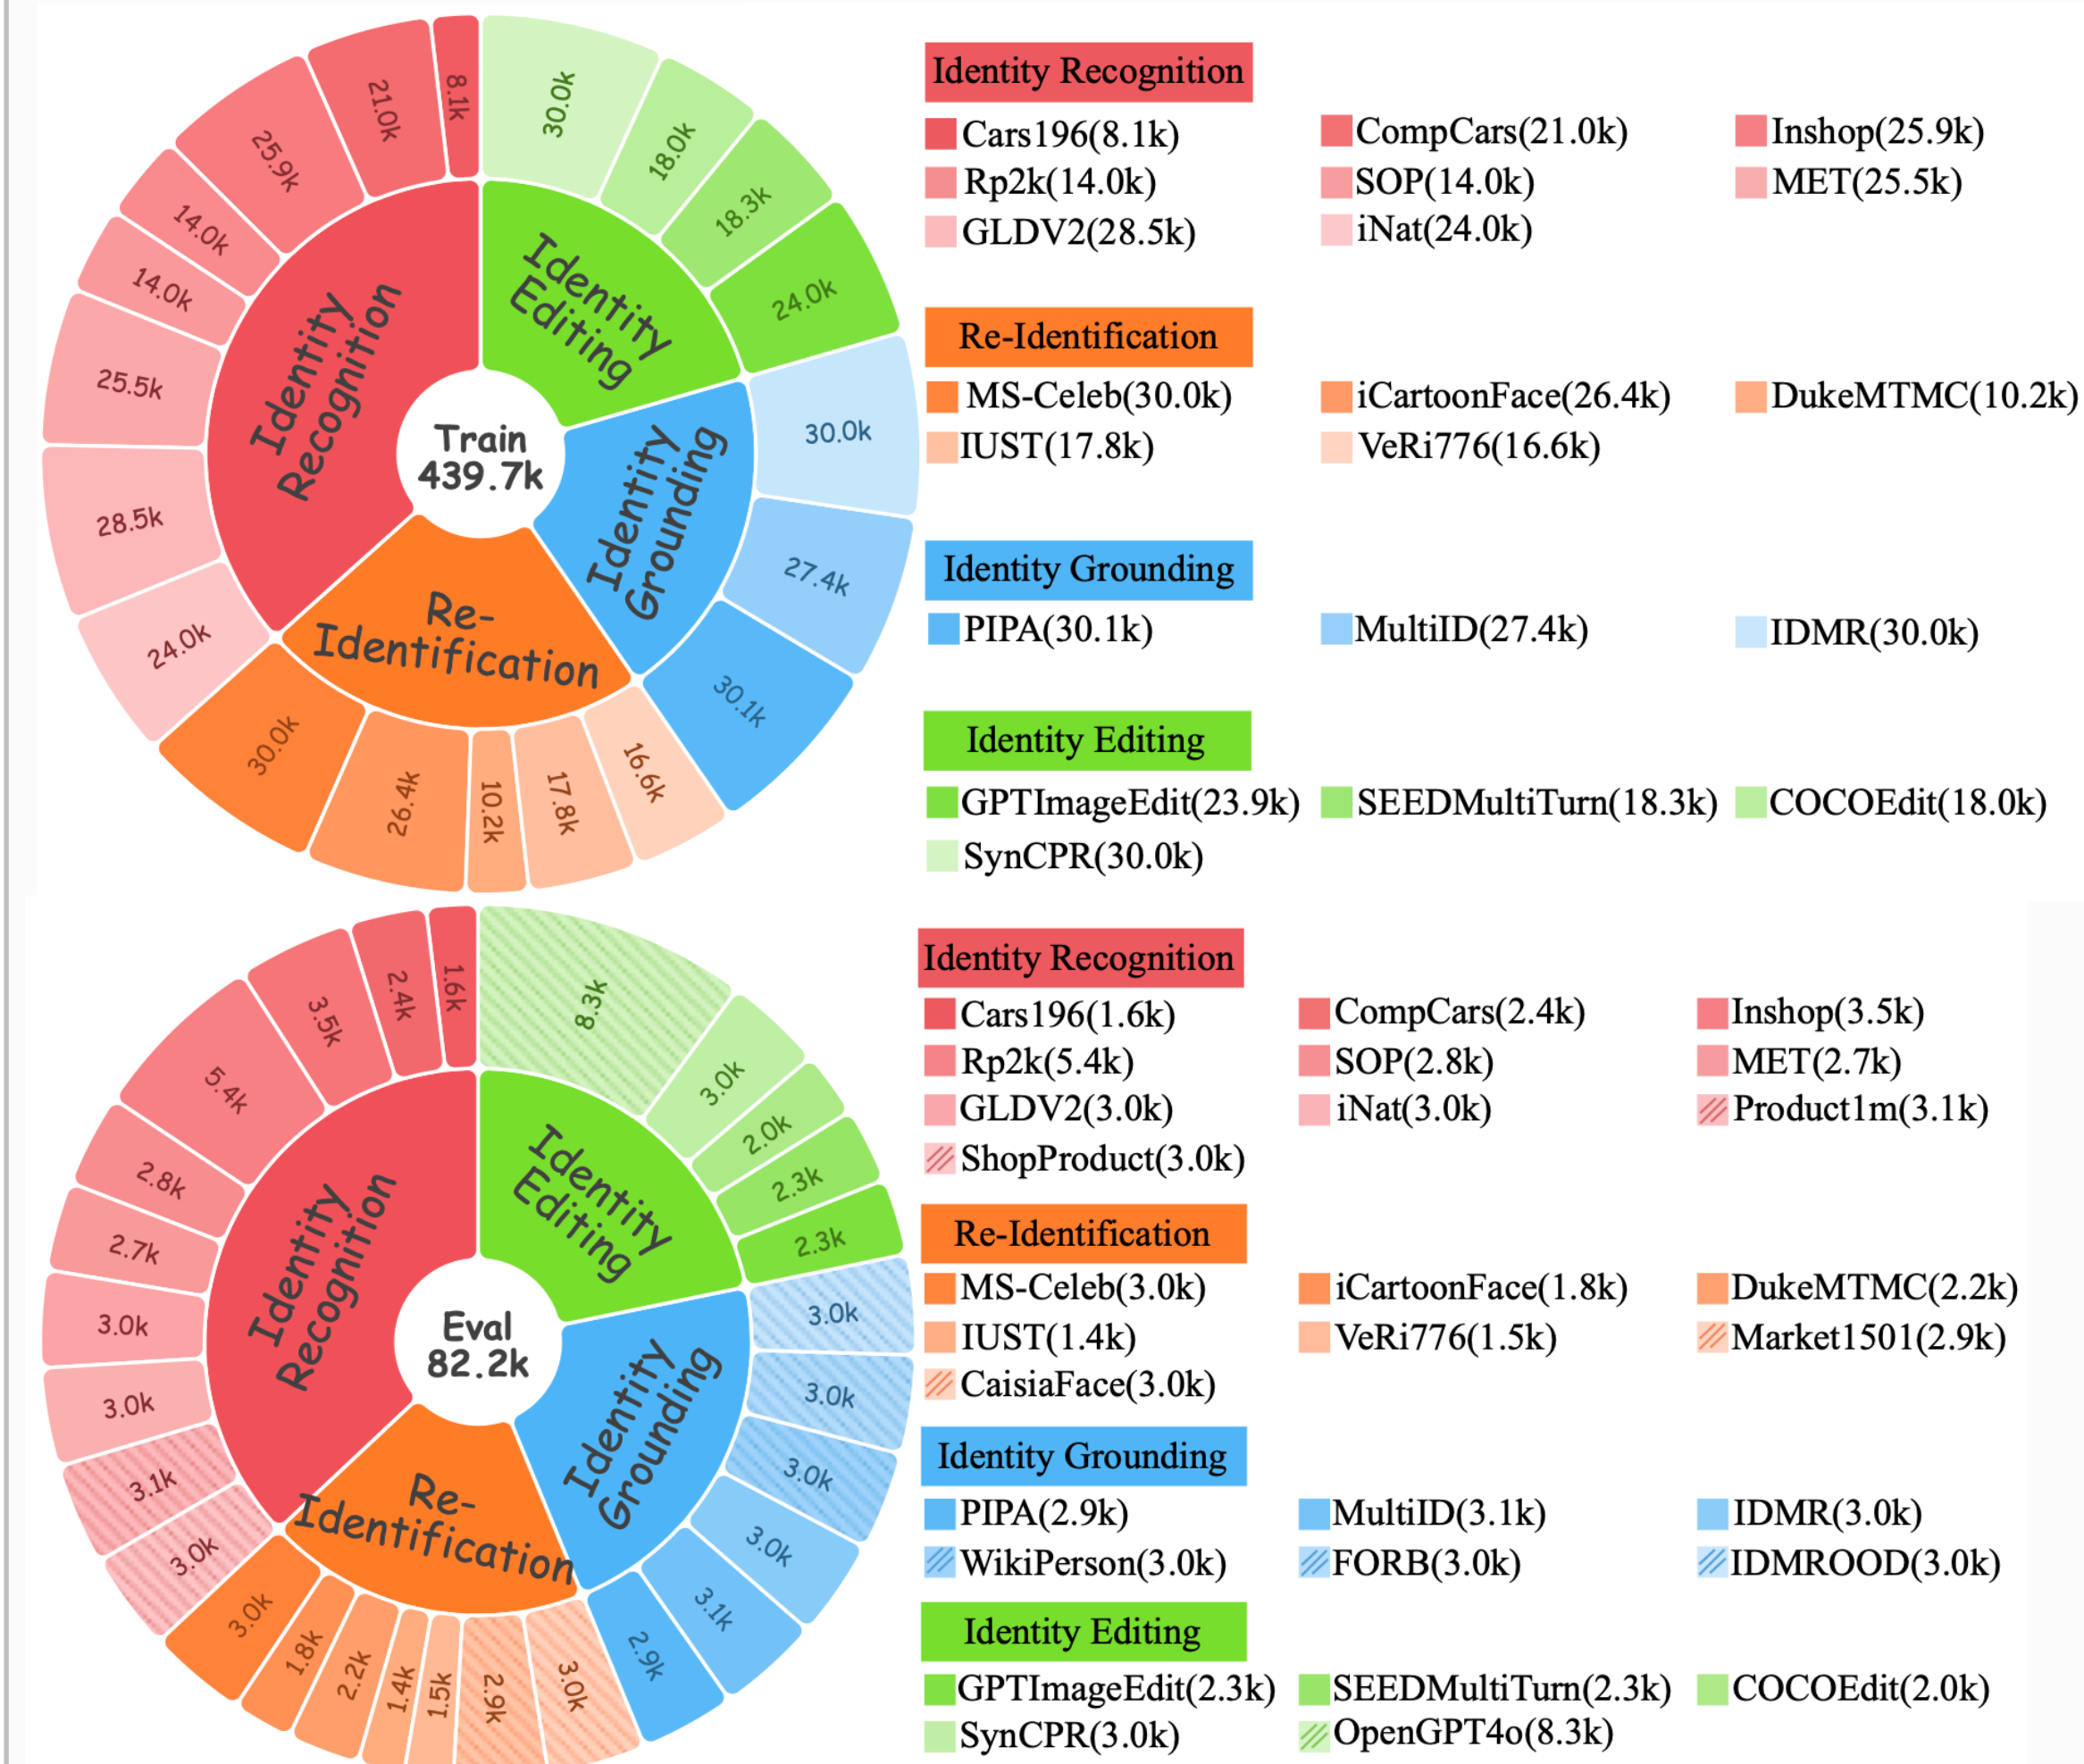 8.1k
21.0k
25.9k
14.0k
14.0k
25.5k
28.5k
24.0k
30.0k
18.0k
18.3k
24.0k
30.0k
27.4k
30.1k
16.6k
17.8k
10.2k
26.4k
30.0k
Identity
Recognition
Identity
Editing
Identity
Grounding
Re-
Identification
Train
439.7k
Identity Recognition
Cars196(8.1k) CompCars(21.0k) Inshop(25.9k)
Rp2k(14.0k) SOP(14.0k) MET(25.5k)
GLDV2(28.5k) iNat(24.0k)
Re-Identification
MS-Celeb(30.0k) iCartoonFace(26.4k) DukeMTMC(10.2k)
IUST(17.8k) VeRi776(16.6k)
Identity Grounding
PIPA(30.1k) MultiID(27.4k) IDMR(30.0k)
Identity Editing
GPTImageEdit(23.9k) SEEDMultiTurn(18.3k) COCOEdit(18.0k)
SynCPR(30.0k)
1.6k
2.4k
3.5k
5.4k
2.8k
2.7k
3.0k
3.0k
3.1k
3.0k
8.3k
3.0k
2.0k
2.3k
2.3k
3.0k
3.0k
3.0k
3.0k
3.1k
2.9k
3.0k
2.9k
1.5k
1.4k
2.2k
1.8k
3.0k
Identity
Recognition
Identity
Editing
Identity
Grounding
Re-
Identification
Eval
82.2k
Identity Recognition
Cars196(1.6k) CompCars(2.4k) Inshop(3.5k)
Rp2k(5.4k) SOP(2.8k) MET(2.7k)
GLDV2(3.0k) iNat(3.0k) Product1m(3.1k)
ShopProduct(3.0k)
Re-Identification
MS-Celeb(3.0k) iCartoonFace(1.8k) DukeMTMC(2.2k)
IUST(1.4k) VeRi776(1.5k) Market1501(2.9k)
CaisiaFace(3.0k)
Identity Grounding
PIPA(2.9k) MultiID(3.1k) IDMR(3.0k)
WikiPerson(3.0k) FORB(3.0k) IDMROOD(3.0k)
Identity Editing
GPTImageEdit(2.3k) SEEDMultiTurn(2.3k) COCOEdit(2.0k)
SynCPR(3.0k) OpenGPT4o(8.3k)